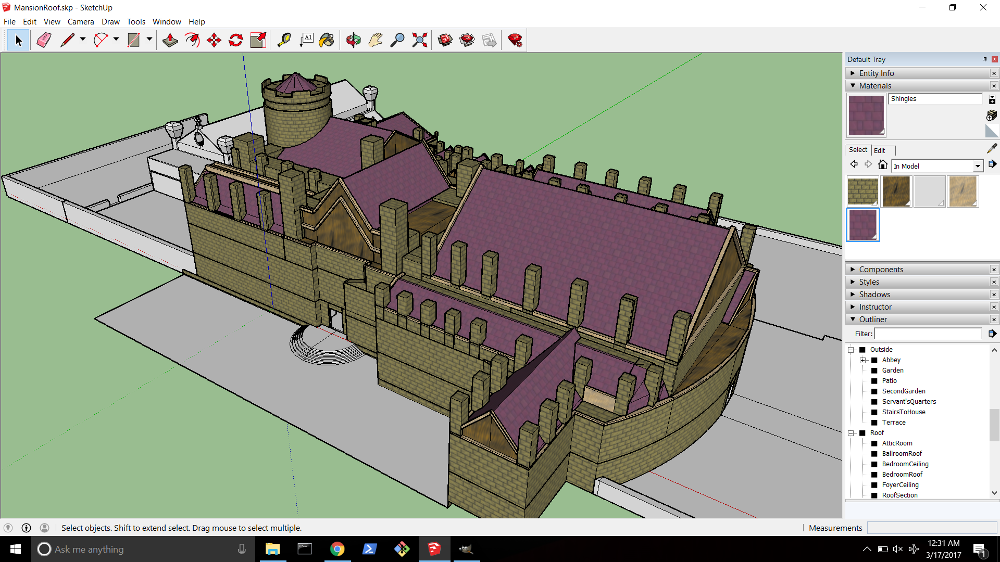 MansionRoof.skp - SketchUp
File Edit View Camera Draw Tools Window Help
A1
Default Tray
Entity Info
Materials
Shingles
Select Edit
In Model
Components
Styles
Shadows
Instructor
Outliner
Filter:
Outside
Abbey
Garden
Patio
SecondGarden
Servant'sQuarters
StairsToHouse
Terrace
Roof
AtticRoom
BallroomRoof
BedroomCeiling
BedroomRoof
FoyerCeiling
RoofSection
Select objects. Shift to extend select. Drag mouse to select multiple.
Measurements
Ask me anything
12:31 AM
3/17/2017
1